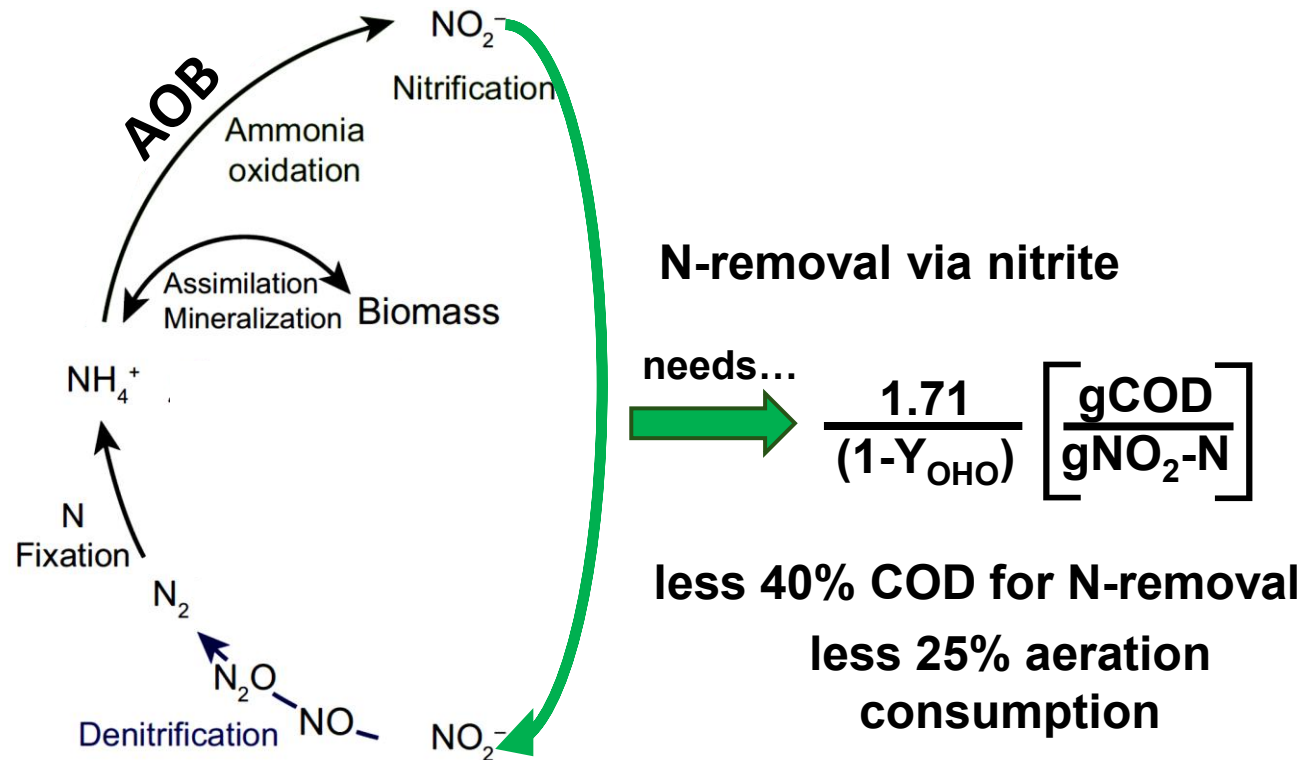 NO₂⁻
Nitrification
AOB
Ammonia
oxidation
Assimilation
Mineralization
Biomass
NH₄⁺
N
Fixation
N₂
N₂O
NO
NO₂⁻
Denitrification
N-removal via nitrite
needs...
1.71
(1-Y_OHO)
gCOD
gNO₂-N
less 40% COD for N-removal
less 25% aeration
consumption